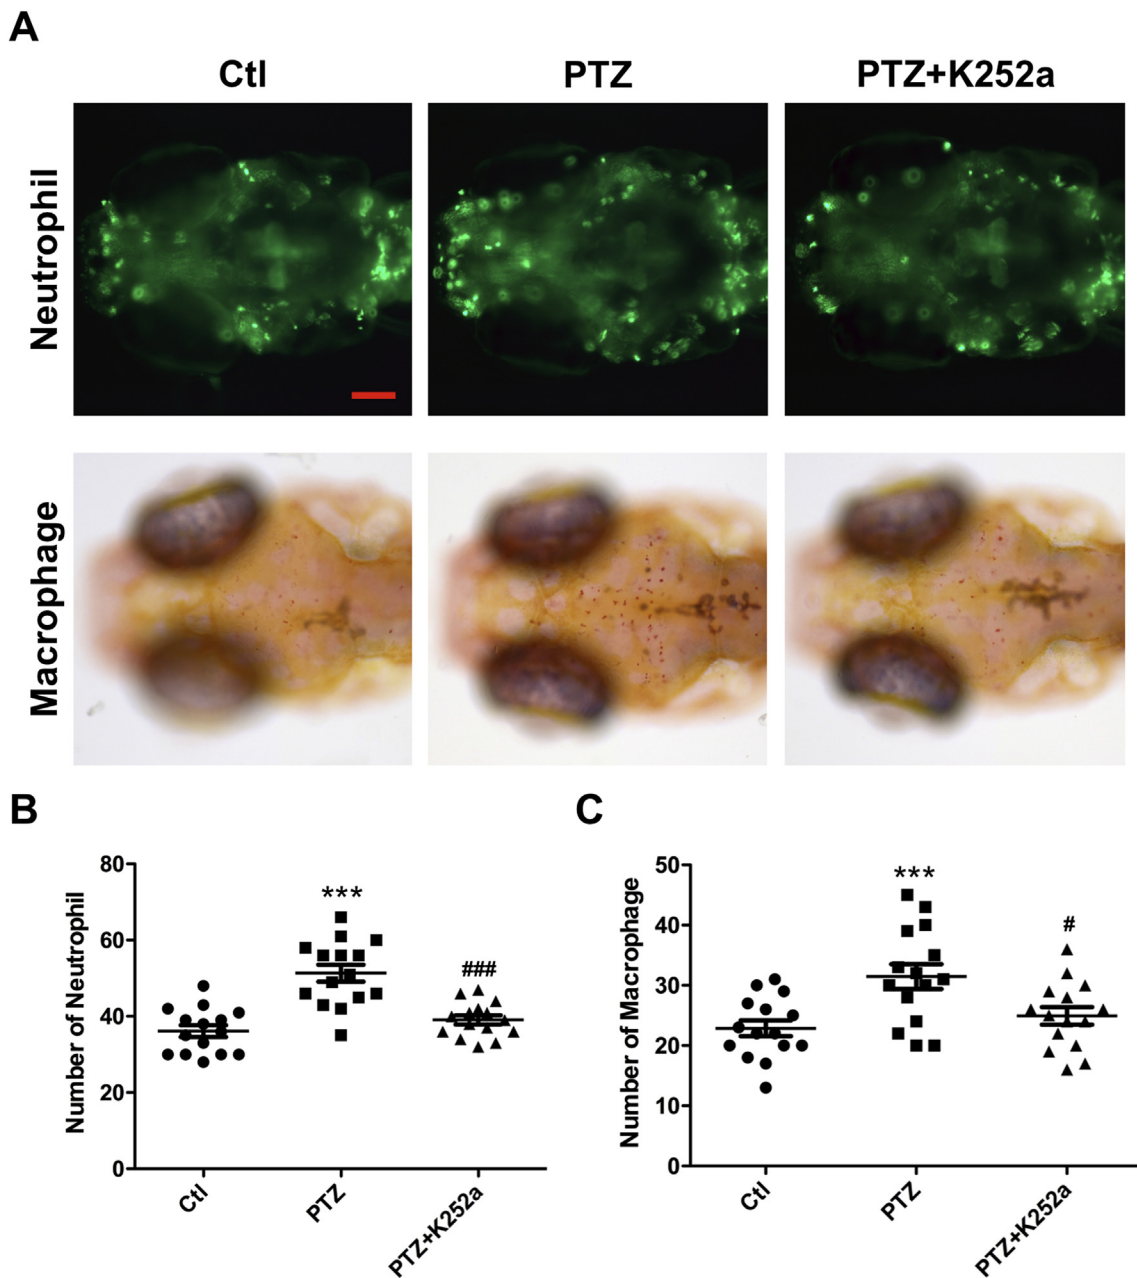 A
Ctl PTZ PTZ+K252a
Neutrophil
Macrophage
B
Number of Neutrophil
80
60
40
20
0
***
###
Ctl
PTZ
PTZ+K252a
C
Number of Macrophage
50
40
30
20
10
0
***
#
Ctl
PTZ
PTZ+K252a